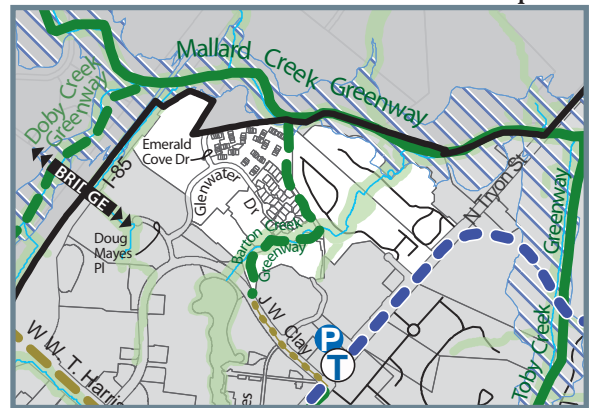 Mallard Creek Greenway
Doby Creek
Greenway
Emerald
Cove Dr
I-85
BRIDGE
Glenwater
Dr
Doug
Mayes
Pl
Barton Creek
Greenway
N Tryon St
Toby Creek Greenway
J.W. Clay
P
T
W.W.T. Harris
es